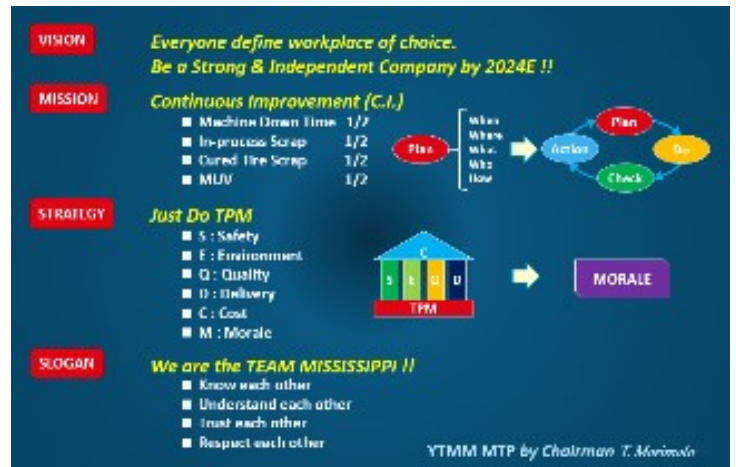 VISION
Everyone define workplace of choice.
Be a Strong & Independent Company by 2024E !!
MISSION
Continuous Improvement (C.I.)
Machine Down Time 1/2
In-process Scrap 1/2
Cured Tire Scrap 1/2
MUV 1/2
Plan
When
Where
What
Who
How
Plan
Do
Check
Action
STRATEGY
Just Do TPM
S : Safety
E : Environment
Q : Quality
D : Delivery
C : Cost
M : Morale
C
S E Q D
TPM
MORALE
SLOGAN
We are the TEAM MISSISSIPPI !!
Know each other
Understand each other
Trust each other
Respect each other
YTMM MTP by Chairman T. Morimoto